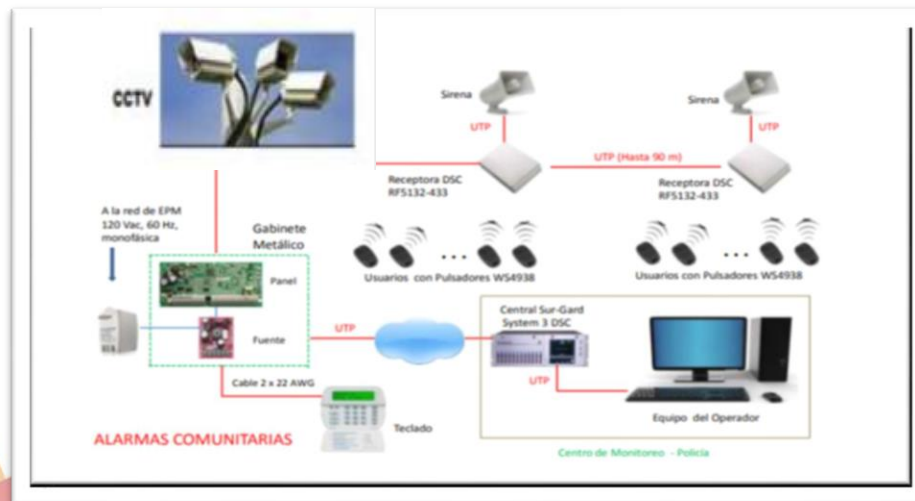 CCTV
Sirena
UTP
Sirena
UTP
UTP (Hasta 90 m)
Receptora DSC
RF5132-433
Receptora DSC
RF5132-433
A la red de EPM
120 Vac, 60 Hz,
monofásica
Gabinete
Metálico
Usuarios con Pulsadores WS4938
Usuarios con Pulsadores WS4938
Panel
Fuente
UTP
Central Sur-Gard
System 3 DSC
UTP
Cable 2 x 22 AWG
Teclado
Equipo del Operador
ALARMAS COMUNITARIAS
Centro de Monitoreo - Policía